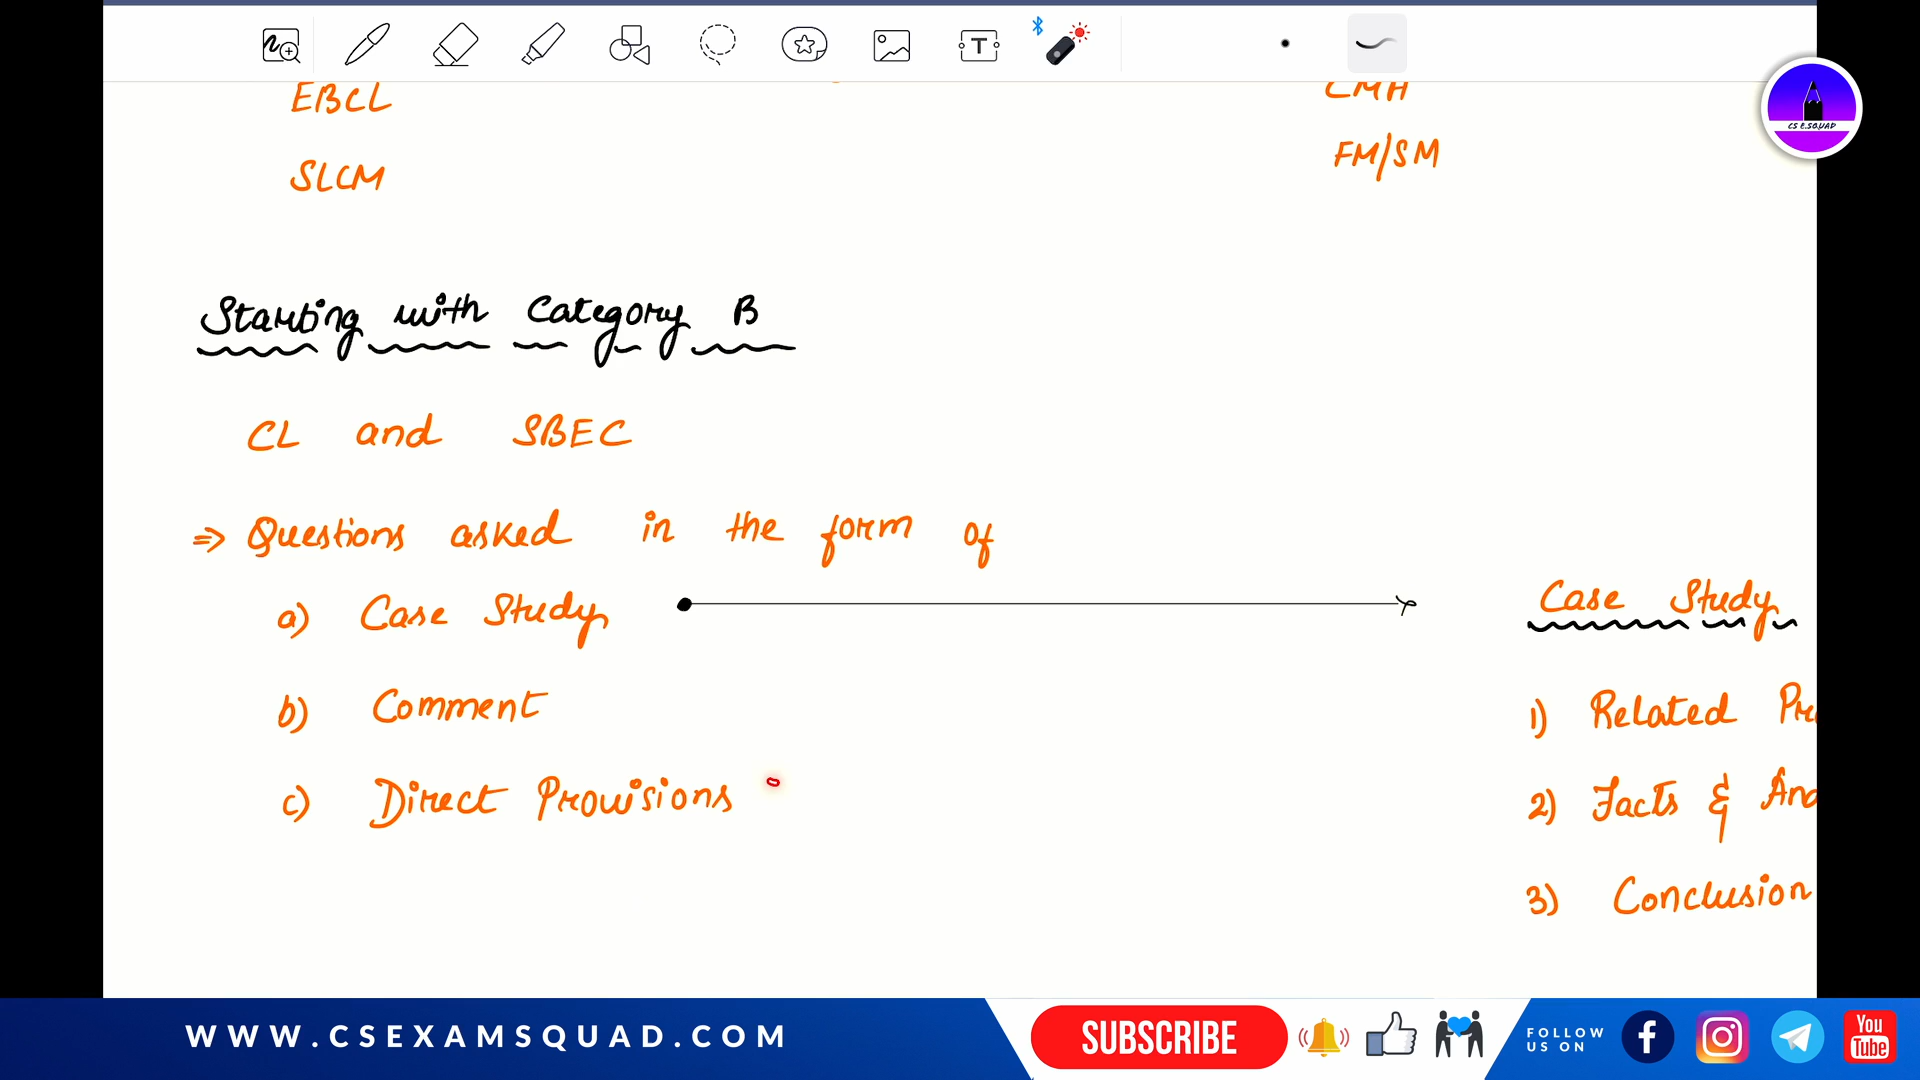 EBCL
SLCM
CMA
FM/SM
CS E.SQUAD
Starting with Category B
CL and SBEC
⇒ Questions asked in the form of
a) Case Study
b) Comment
c) Direct Provisions
Case Study
1) Related
2) Facts &
3) Conclusion
WWW.CSEXAMSQUAD.COM
SUBSCRIBE
FOLLOW
US ON
You
Tube